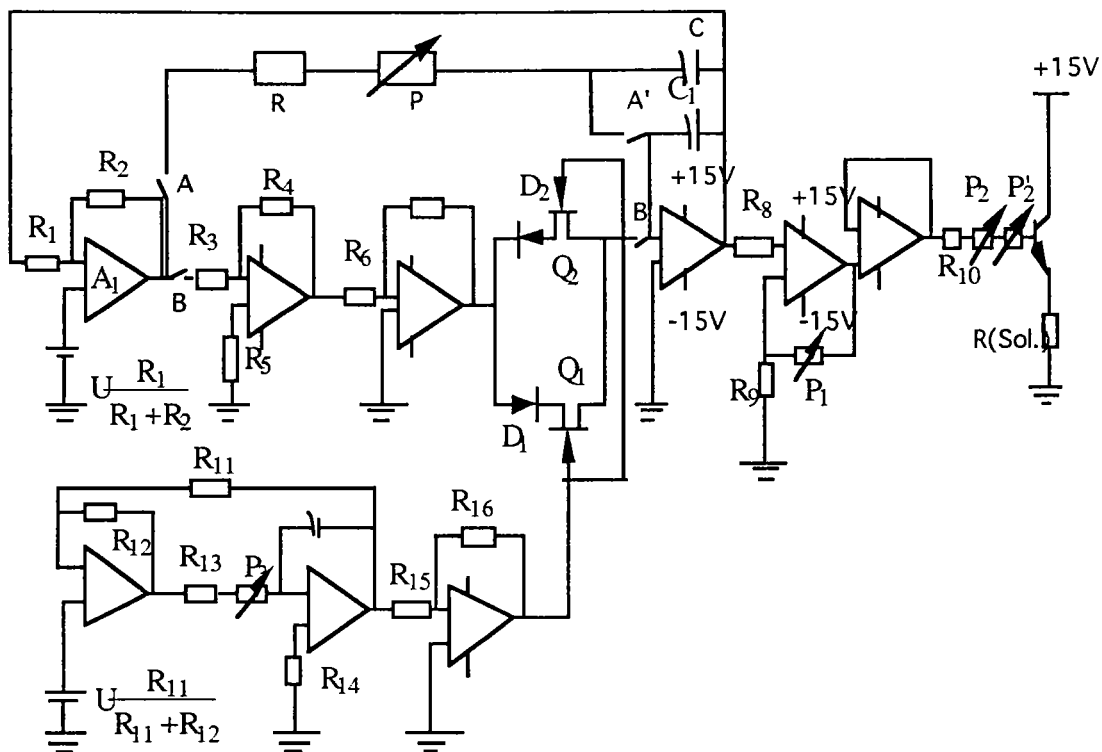 C
+15V
R
P
A'
C₁
R₂
A
R₄
D₂
+15V
P₂
P₂'
R₁
R₃
B
R₈
+15V
A₁
R₆
Q₂
B
R₁₀
-15V
-15V
R(Sol.)
R₅
Q₁
U R₁
R₁+R₂
R₉
P₁
D₁
R₁₁
R₁₆
R₁₂
R₁₃
R₁₅
R₁₄
U R₁₁
R₁₁+R₁₂